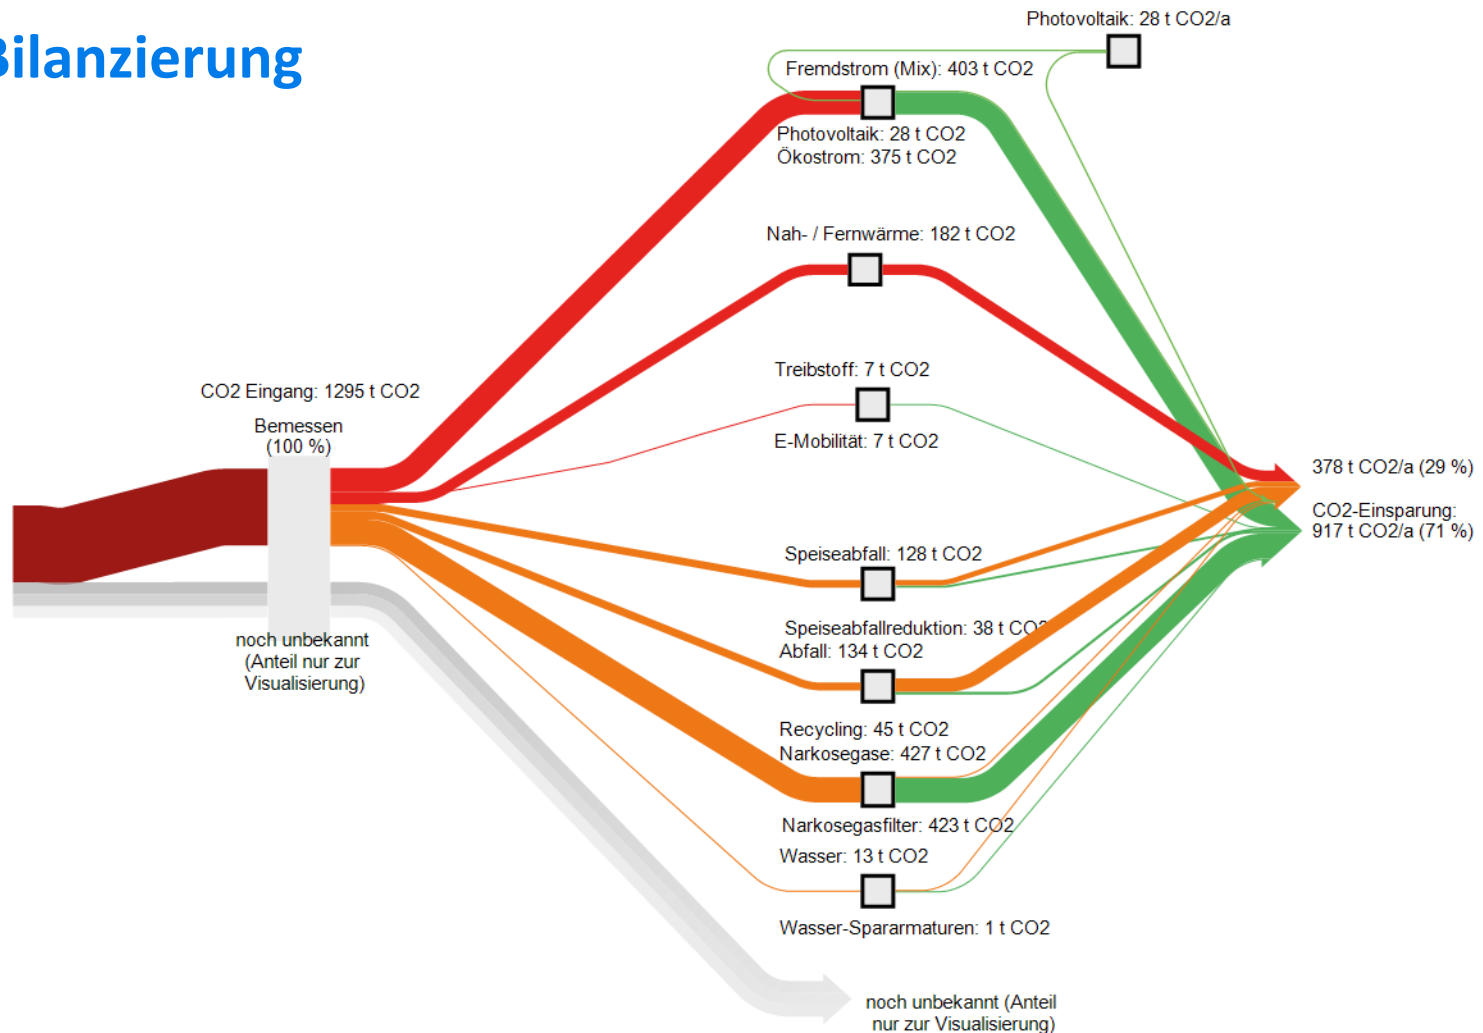 Bilanzierung
Photovoltaik: 28 t CO2/a
Fremdstrom (Mix): 403 t CO2
Photovoltaik: 28 t CO2
Ökostrom: 375 t CO2
Nah- / Fernwärme: 182 t CO2
Treibstoff: 7 t CO2
E-Mobilität: 7 t CO2
CO2 Eingang: 1295 t CO2
Bemessen
(100 %)
378 t CO2/a (29 %)
CO2-Einsparung:
917 t CO2/a (71 %)
Speiseabfall: 128 t CO2
Speiseabfallreduktion: 38 t CO2
Abfall: 134 t CO2
noch unbekannt
(Anteil nur zur
Visualisierung)
Recycling: 45 t CO2
Narkosegase: 427 t CO2
Narkosegasfilter: 423 t CO2
Wasser: 13 t CO2
Wasser-Spararmaturen: 1 t CO2
noch unbekannt (Anteil
nur zur Visualisierung)